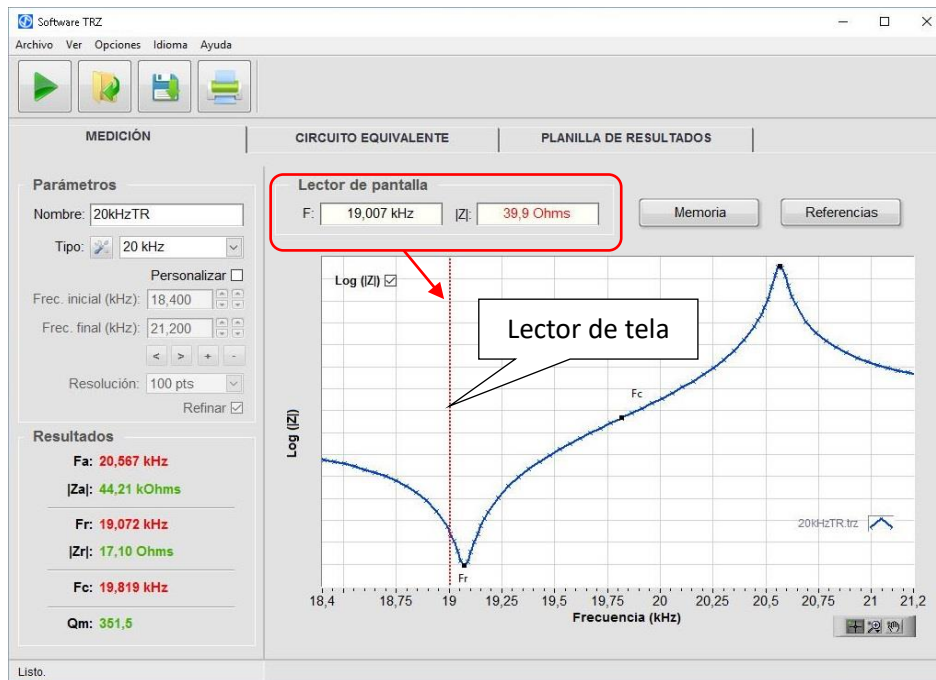 Software TRZ
Archivo Ver Opciones Idioma Ayuda
MEDICIÓN
CIRCUITO EQUIVALENTE
PLANILLA DE RESULTADOS
Parámetros
Nombre: 20kHzTR
Tipo: 20 kHz
Personalizar
Frec. inicial (kHz): 18,400
Frec. final (kHz): 21,200
< > + -
Resolución: 100 pts
Refinar
Resultados
Fa: 20,567 kHz
|Za|: 44,21 kOhms
Fr: 19,072 kHz
|Zr|: 17,10 Ohms
Fc: 19,819 kHz
Qm: 351,5
Lector de pantalla
F: 19,007 kHz |Z|: 39,9 Ohms
Memoria
Referencias
Log (|Z|)
Lector de tela
Fc
Log (|Z|)
20kHzTR.trz
Fr
18,4 18,75 19 19,25 19,5 19,75 20 20,25 20,5 20,75 21 21,2
Frecuencia (kHz)
Listo.